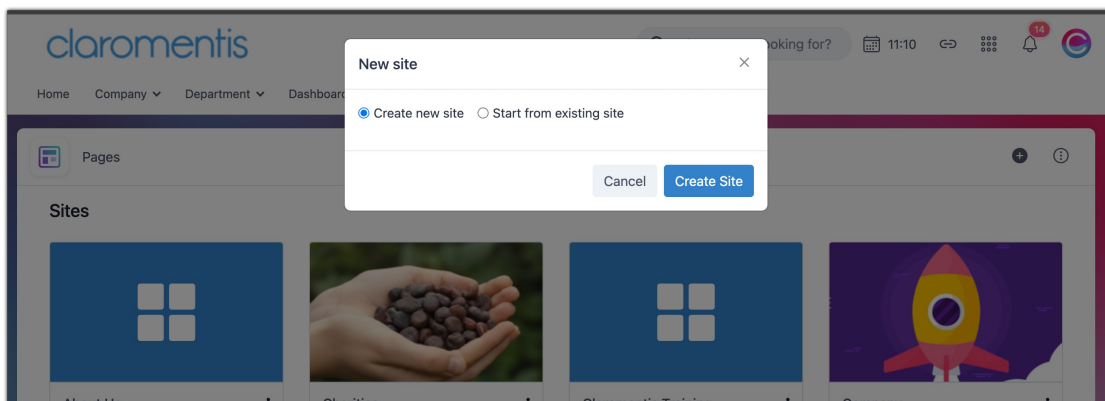 claromentis
oking for?
11:10
14
Home Company Department Dashboard
New site
Create new site Start from existing site
Cancel Create Site
Pages
Sites